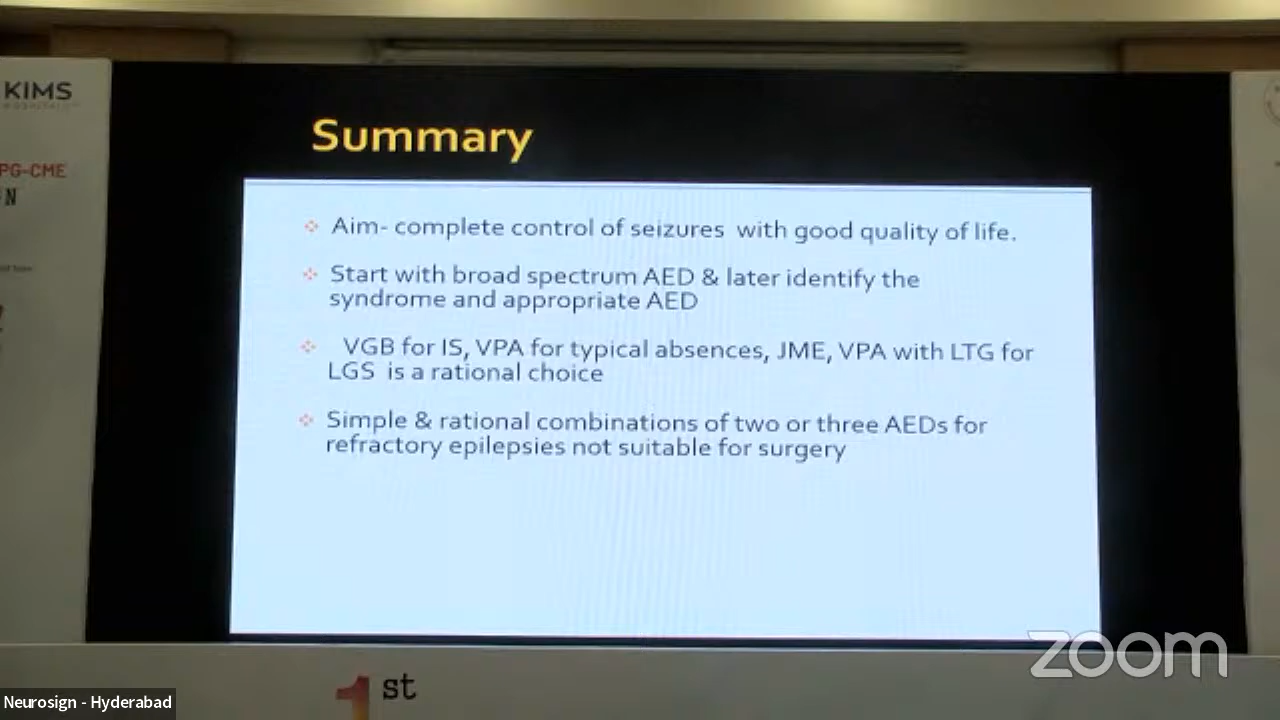 KIMS
PG-CME
N
Summary
Aim- complete control of seizures with good quality of life.
Start with broad spectrum AED & later identify the
syndrome and appropriate AED
VGB for IS, VPA for typical absences, JME, VPA with LTG for
LGS is a rational choice
Simple & rational combinations of two or three AEDs for
refractory epilepsies not suitable for surgery
zoom
1st
Neurosign - Hyderabad